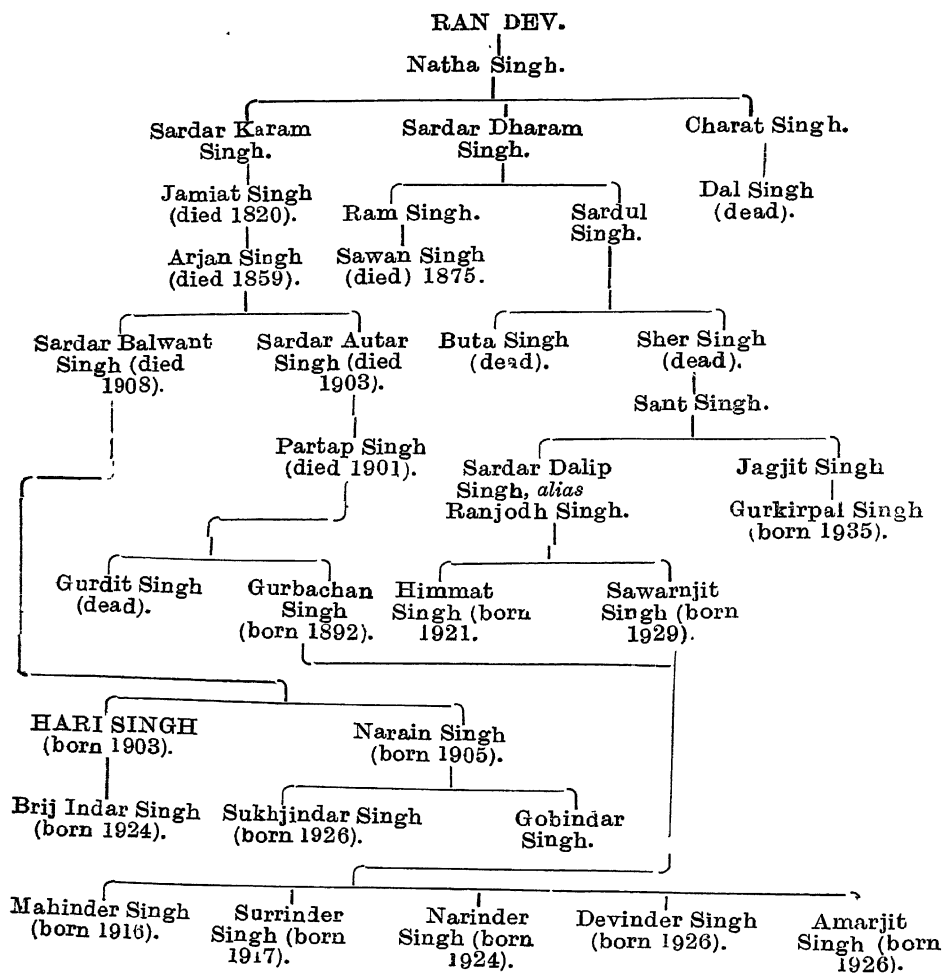 RAN DEV.
Natha Singh.
Sardar Karam
Singh.
Sardar Dharam
Singh.
Charat Singh.
Jamiat Singh
(died 1820).
Ram Singh.
Sardul
Singh.
Dal Singh
(dead).
Arjan Singh
(died 1859).
Sawan Singh
(died) 1875.
Sardar Balwant
Singh (died
1908).
Sardar Autar
Singh (died
1903).
Buta Singh
(dead).
Sher Singh
(dead).
Sant Singh.
Partap Singh
(died 1901).
Sardar Dalip
Singh, alias
Ranjodh Singh.
Jagjit Singh
Gurkirpal Singh
(born 1935).
Gurdit Singh
(dead).
Gurbachan
Singh
(born 1892).
Himmat
Singh (born
1921.
Sawarnjit
Singh (born
1929).
HARI SINGH
(born 1903).
Narain Singh
(born 1905).
Brij Indar Singh
(born 1924).
Sukhjindar Singh
(born 1926).
Gobindar
Singh.
Mahinder Singh
(born 1916).
Surrinder
Singh (born
1917).
Narinder
Singh (born
1924).
Devinder Singh
(born 1926).
Amarjit
Singh (born
1926).